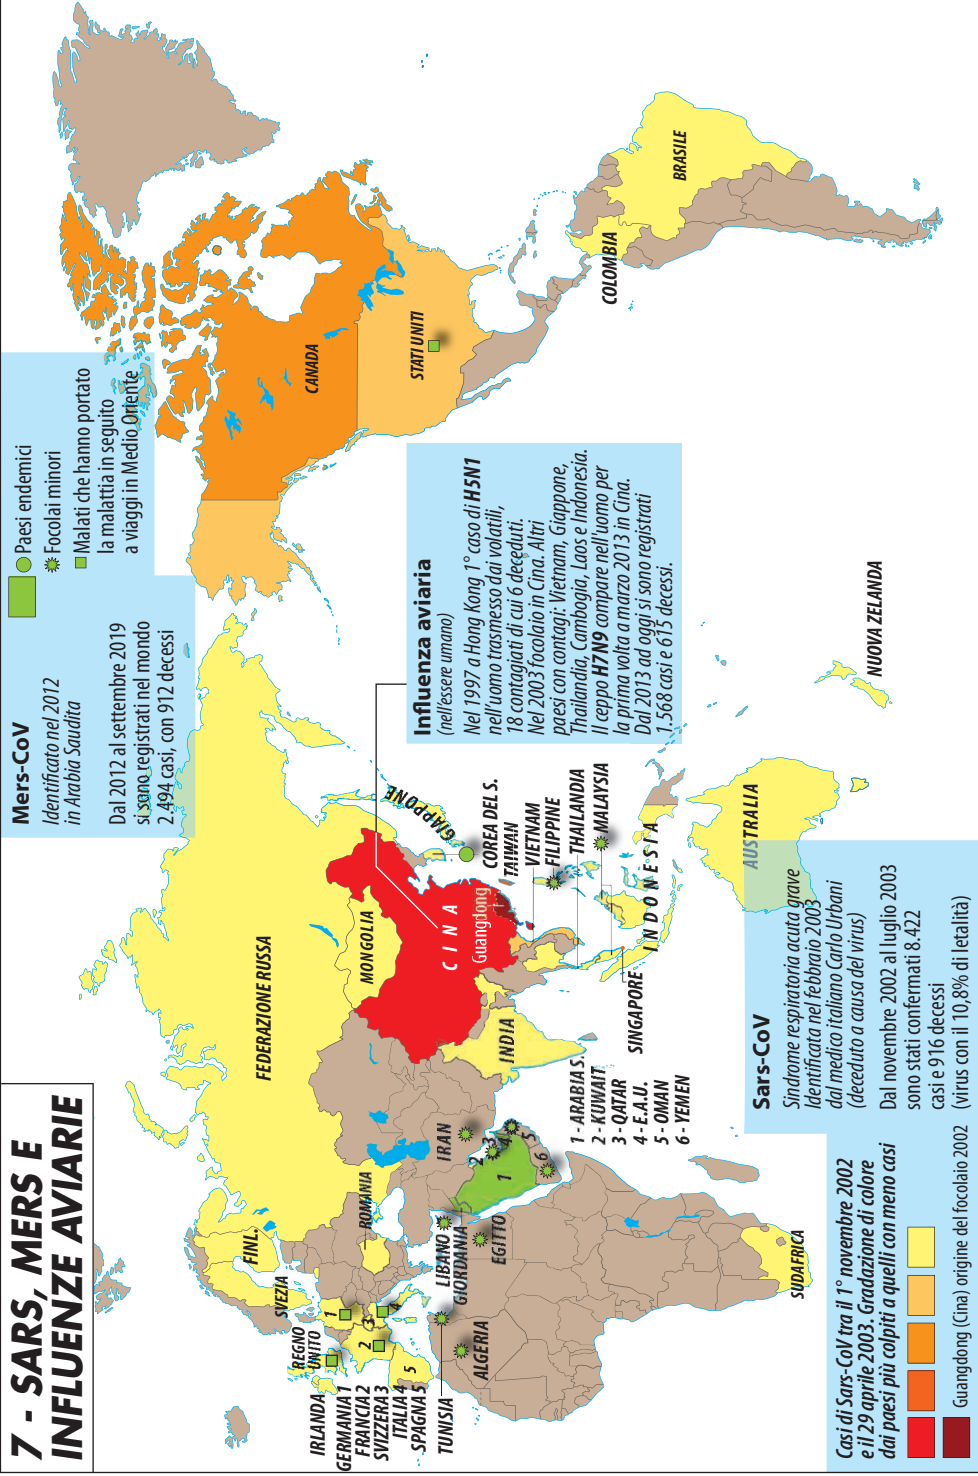 7 - SARS, MERS E
INFLUENZE AVIARIE
Mers-CoV
Identificato nel 2012
in Arabia Saudita
Dal 2012 al settembre 2019
si sono registrati nel mondo
2.494 casi, con 912 decessi
Paesi endemici
Focolai minori
Malati che hanno portato
la malattia in seguito
a viaggi in Medio Oriente
Influenza aviaria
(nell'essere umano)
Nel 1997 a Hong Kong 1° caso di H5N1
nell'uomo trasmesso dai volatili,
18 contagiati di cui 6 deceduti.
Nel 2003 focolaio in Cina. Altri
paesi con contagi: Vietnam, Giappone,
Thailandia, Cambogia, Laos e Indonesia.
Il ceppo H7N9 compare nell'uomo per
la prima volta a marzo 2013 in Cina.
Dal 2013 ad oggi si sono registrati
1.568 casi e 615 decessi.
Sars-CoV
Sindrome respiratoria acuta grave
Identificata nel febbraio 2003
dal medico italiano Carlo Urbani
(deceduto a causa del virus)
Dal novembre 2002 al luglio 2003
sono stati confermati 8.422
casi e 916 decessi
(virus con il 10,8% di letalità)
Casi di Sars-CoV tra il 1° novembre 2002
e il 29 aprile 2003. Gradazione di colore
dai paesi più colpiti a quelli con meno casi
Guangdong (Cina) origine del focolaio 2002
CANADA
STATI UNITI
COLOMBIA
BRASILE
FEDERAZIONE RUSSA
MONGOLIA
CINA
Guangdong
GIAPPONE
COREA DEL S.
TAIWAN
VIETNAM
FILIPPINE
THAILANDIA
MALAYSIA
INDONESIA
SINGAPORE
INDIA
AUSTRALIA
NUOVA ZELANDA
FINL.
SVEZIA
REGNO
UNITO
ROMANIA
IRAN
LIBANO
GIORDANIA
EGITTO
ALGERIA
SUDAFRICA
IRLANDA
GERMANIA 1
FRANCIA 2
SVIZZERA 3
ITALIA 4
SPAGNA 5
TUNISIA
1
2
3
4
5
1
2
3
4
5
6
1 - ARABIA S.
2 - KUWAIT
3 - QATAR
4 - E.A.U.
5 - OMAN
6 - YEMEN